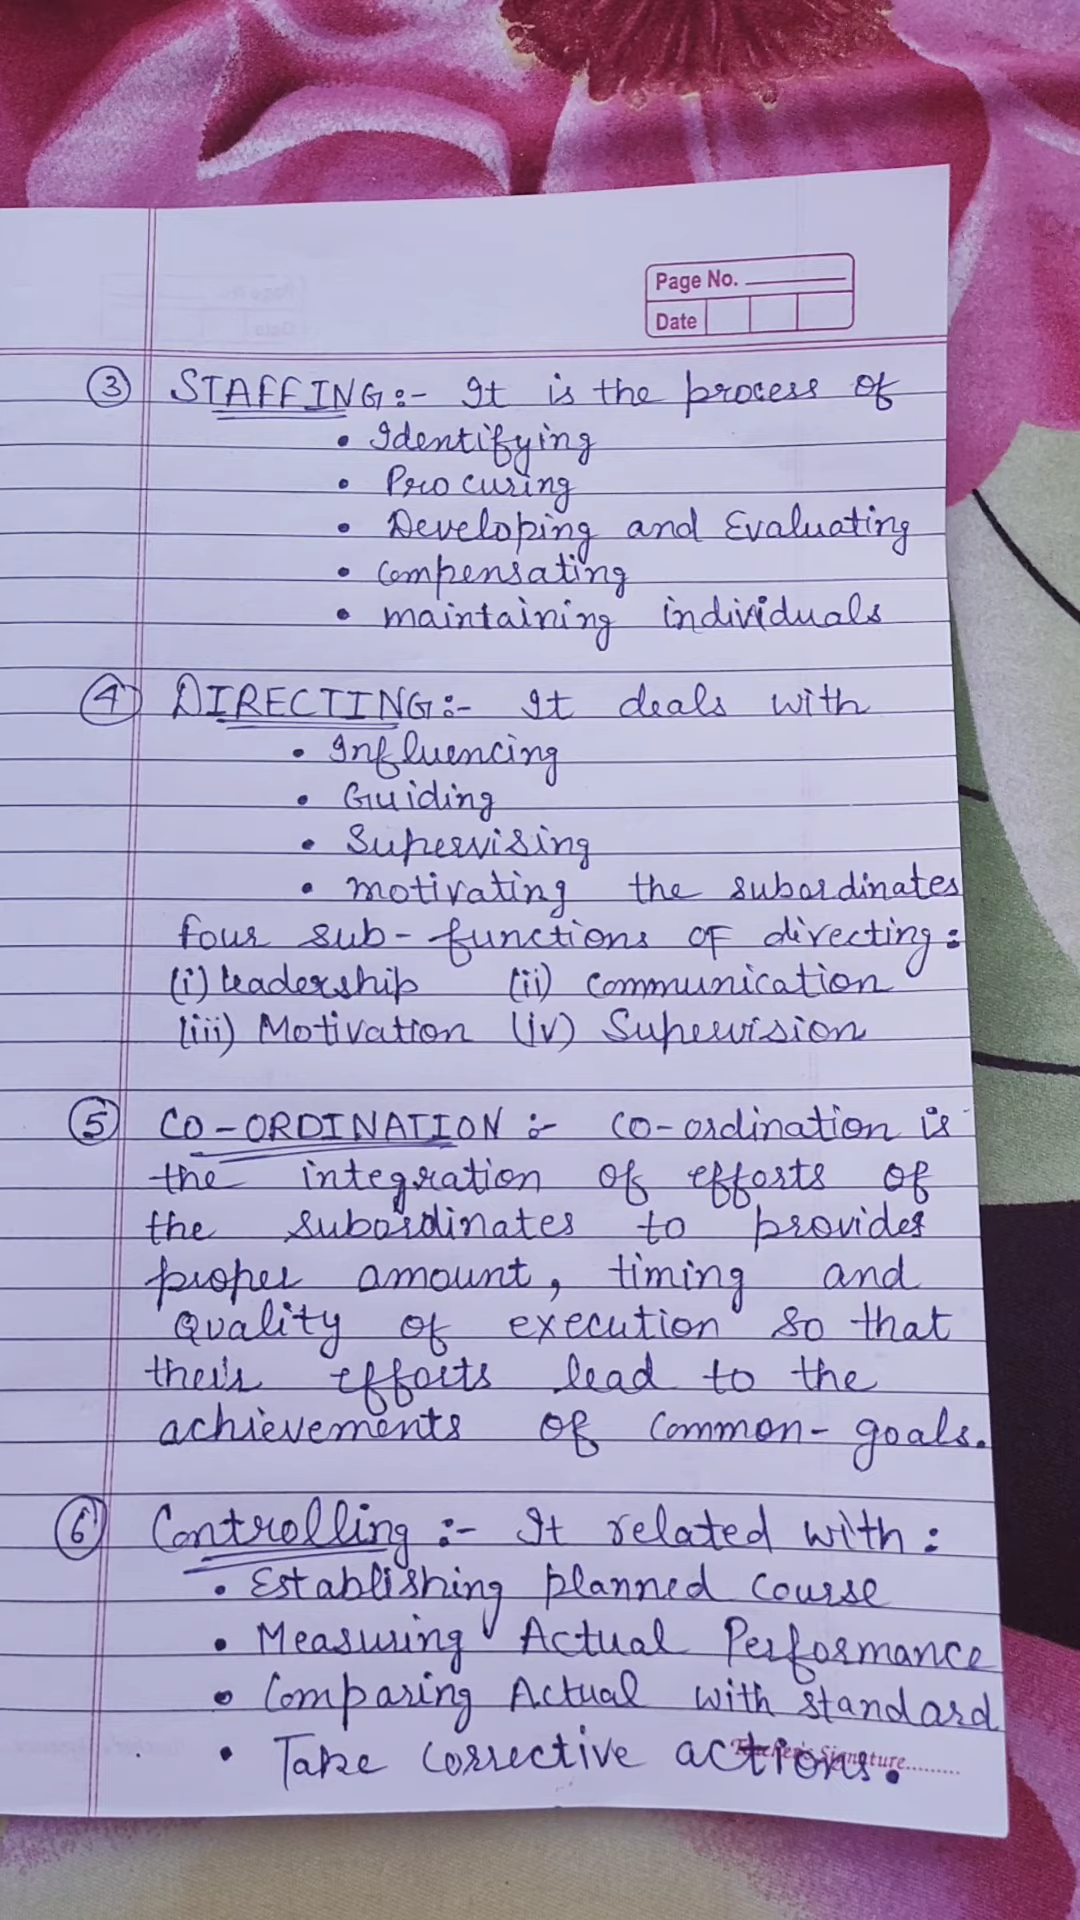 Page No.
Date
③ STAFFING:- It is the process of
• Identifying
• Procuring
• Developing and Evaluating
• Compensating
• maintaining individuals
④ DIRECTING:- It deals with
• Influencing
• Guiding
• Supervising
• motivating the subordinates
four sub-functions of directing:
(i) leadership (ii) Communication
(iii) Motivation (iv) Supervision
⑤ CO-ORDINATION :- Co-ordination is
the integration of efforts of
the subordinates to provides
proper amount, timing and
Quality of execution so that
their efforts lead to the
achievements of Common-goals.
⑥ Controlling :- It related with :
• Establishing planned Course
• Measuring Actual Performance
• Comparing Actual with standard
• Take Corrective actions.
Teacher's Signature.........